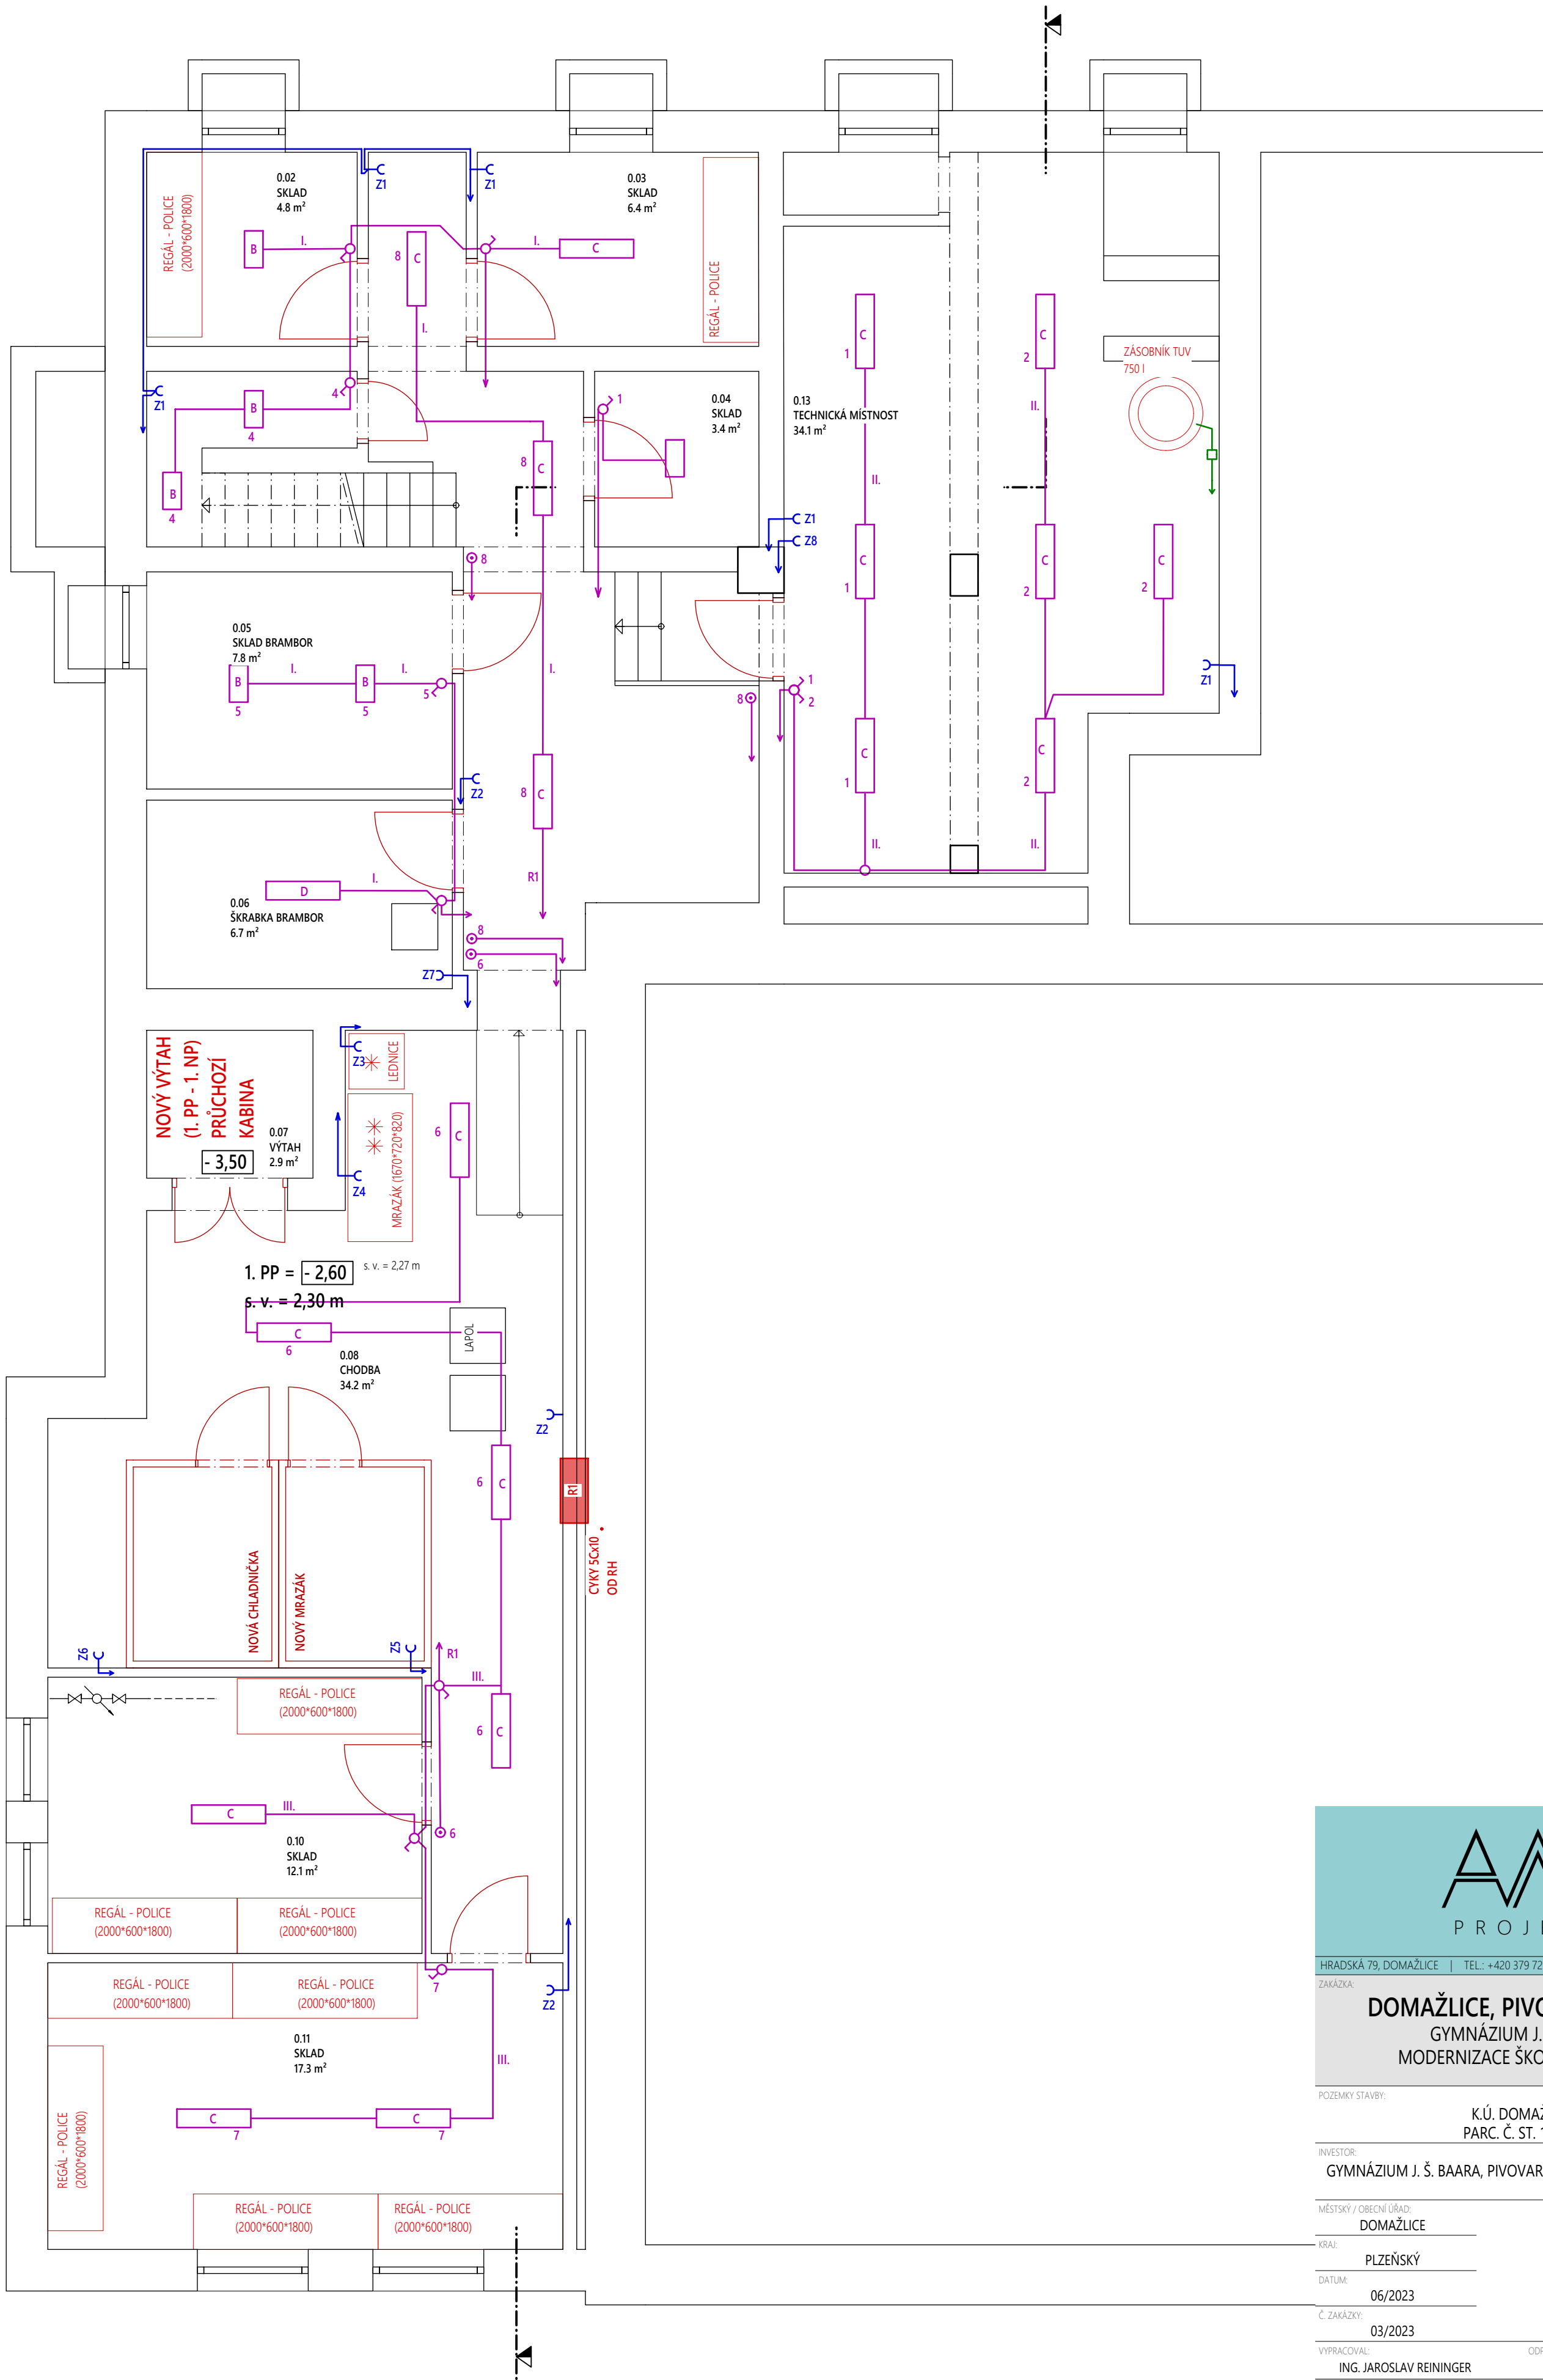 0.02
SKLAD
4.8 m²
0.03
SKLAD
6.4 m²
REGÁL - POLICE
(2000*600*1800)
REGÁL - POLICE
Z1
Z1
B
I.
8
C
I.
C
I.
Z1
4
B
4
B
4
1
0.04
SKLAD
3.4 m²
0.13
TECHNICKÁ MÍSTNOST
34.1 m²
C
1
C
2
ZÁSOBNÍK TUV
750 l
II.
II.
8
C
8
Z1
Z8
C
1
C
2
C
2
0.05
SKLAD BRAMBOR
7.8 m²
B
5
I.
B
5
I.
5
I.
8
1
2
Z1
Z2
8
C
C
1
C
2
II.
II.
R1
D
I.
0.06
ŠKRABKA BRAMBOR
6.7 m²
8
6
Z7
NOVÝ VÝTAH
(1. PP - 1. NP)
PRŮCHOZÍ
KABINA
0.07
VÝTAH
2.9 m²
- 3,50
Z3
LEDNICE
MRAZÁK (1670*720*820)
Z4
6
C
1. PP = - 2,60
s. v. = 2,27 m
s. v. = 2,30 m
C
6
LAPOL
0.08
CHODBA
34.2 m²
Z2
6
C
R1
CYKY 5Cx10
OD RH
NOVÁ CHLADNIČKA
NOVÝ MRAZÁK
Z6
Z5
R1
III.
REGÁL - POLICE
(2000*600*1800)
6
C
C
III.
6
0.10
SKLAD
12.1 m²
REGÁL - POLICE
(2000*600*1800)
REGÁL - POLICE
(2000*600*1800)
REGÁL - POLICE
(2000*600*1800)
REGÁL - POLICE
(2000*600*1800)
7
Z2
0.11
SKLAD
17.3 m²
III.
REGÁL - POLICE
(2000*600*1800)
C
7
C
7
REGÁL - POLICE
(2000*600*1800)
REGÁL - POLICE
(2000*600*1800)
PROJ
HRADSKÁ 79, DOMAŽLICE | TEL.: +420 379 72
ZAKÁZKA:
DOMAŽLICE, PIVO
GYMNÁZIUM J.
MODERNIZACE ŠKO
POZEMKY STAVBY:
K.Ú. DOMAŽ
PARC. Č. ST. 1
INVESTOR:
GYMNÁZIUM J. Š. BAARA, PIVOVAR
MĚSTSKÝ / OBECNÍ ÚŘAD:
DOMAŽLICE
KRAJ:
PLZEŇSKÝ
DATUM:
06/2023
Č. ZAKÁZKY:
03/2023
VYPRACOVAL:
ING. JAROSLAV REININGER